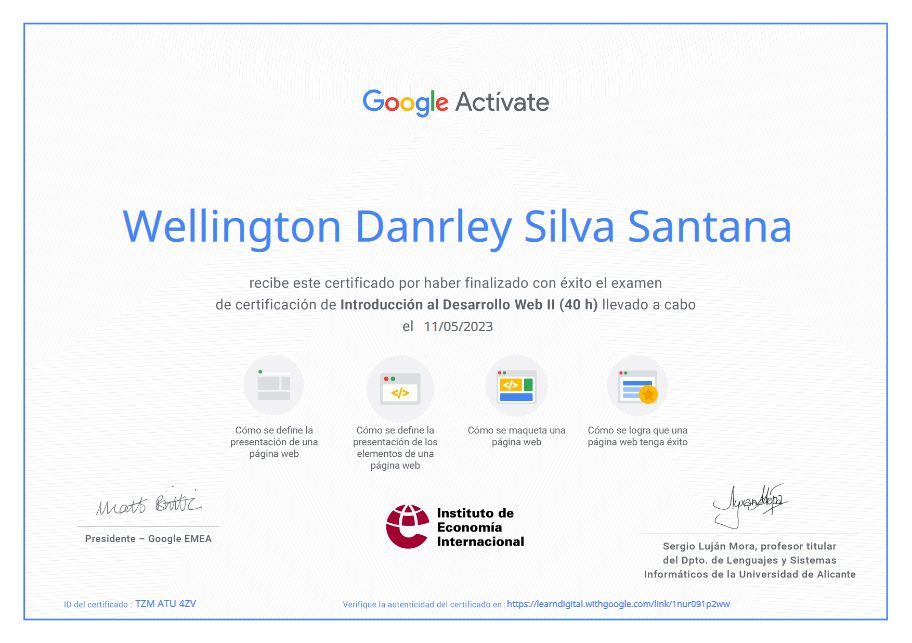 Google Actívate
Wellington Danrley Silva Santana
recibe este certificado por haber finalizado con éxito el examen
de certificación de Introducción al Desarrollo Web II (40 h) llevado a cabo
el 11/05/2023
</>
</>
Cómo se define la
presentación de una
página web
Cómo se define la
presentación de los
elementos de una
página web
Cómo se maqueta una
página web
Cómo se logra que una
página web tenga éxito
Matt Brittin
Presidente – Google EMEA
Instituto de
Economía
Internacional
Sergio Luján Mora, profesor titular
del Dpto. de Lenguajes y Sistemas
Informáticos de la Universidad de Alicante
ID del certificado : TZM ATU 4ZV
Verifique la autenticidad del certificado en : https://learndigital.withgoogle.com/link/1nur091p2ww